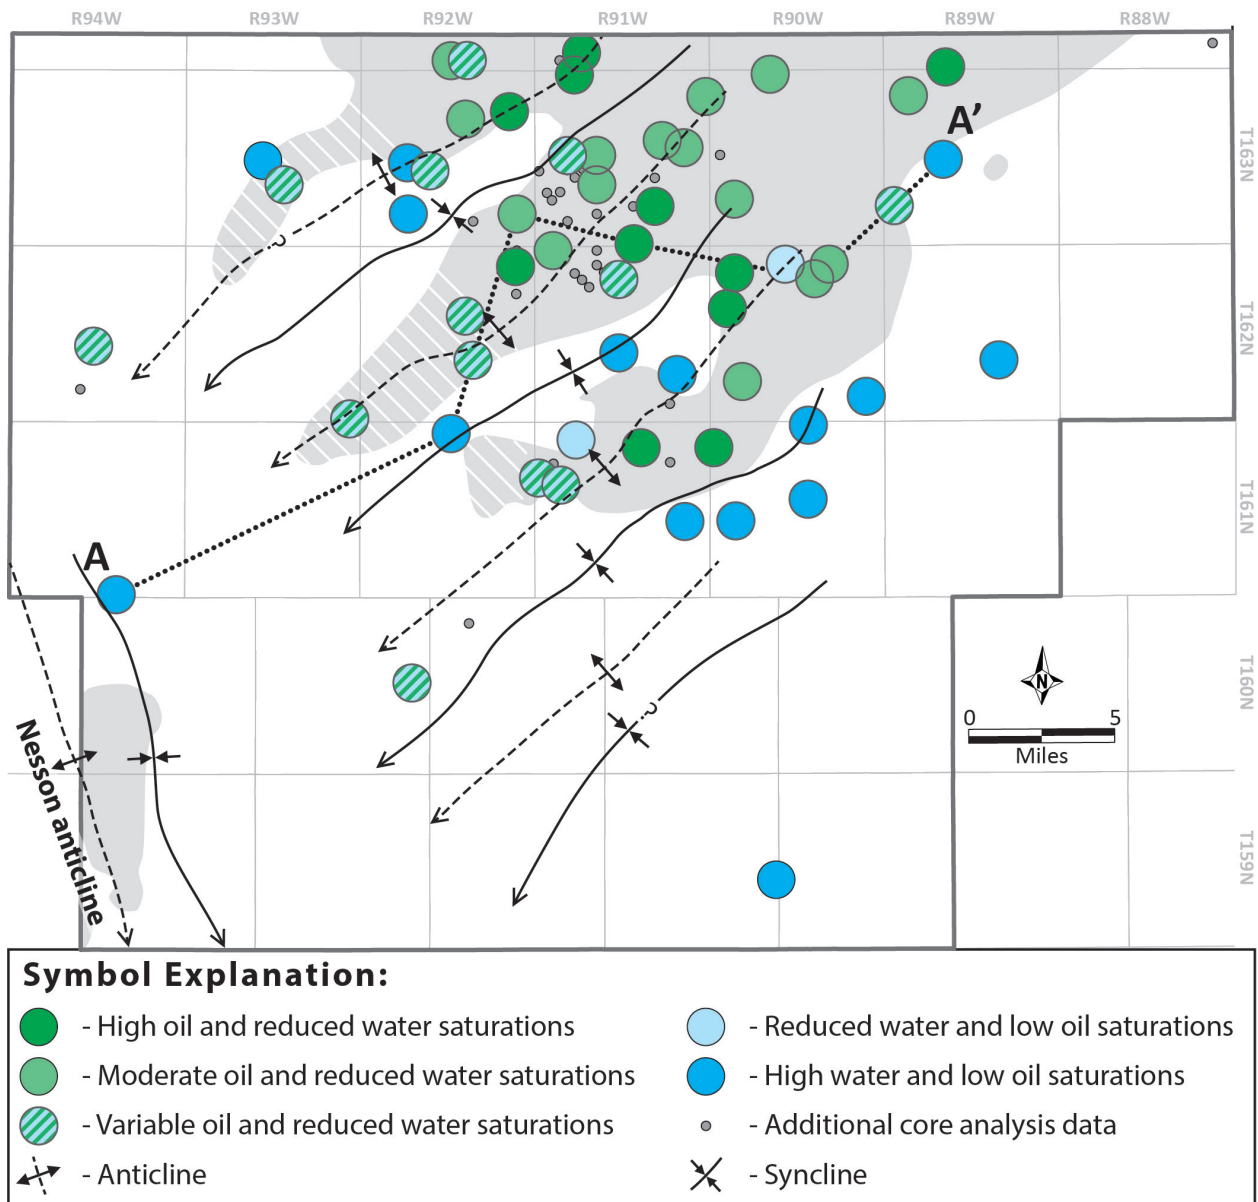 R94W R93W R92W R91W R90W R89W R88W
A'
T163N
T162N
T161N
A
T160N
N
0 5
Miles
Nesson anticline
T159N
?
?
Symbol Explanation:
- High oil and reduced water saturations
- Reduced water and low oil saturations
- Moderate oil and reduced water saturations
- High water and low oil saturations
- Variable oil and reduced water saturations
- Additional core analysis data
- Anticline
- Syncline